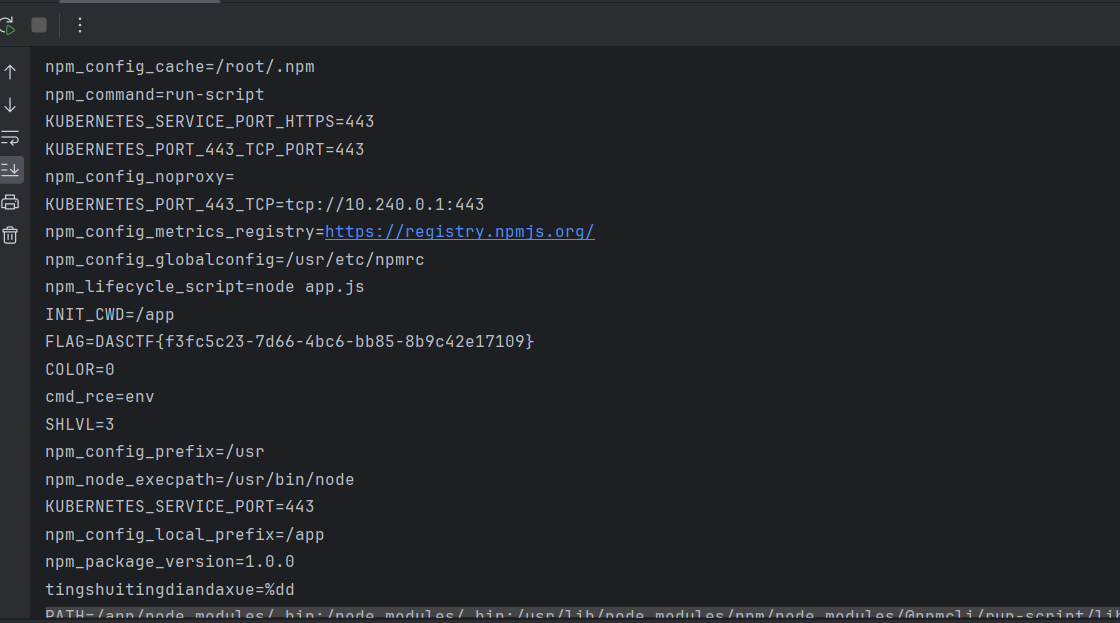 npm_config_cache=/root/.npm
npm_command=run-script
KUBERNETES_SERVICE_PORT_HTTPS=443
KUBERNETES_PORT_443_TCP_PORT=443
npm_config_noproxy=
KUBERNETES_PORT_443_TCP=tcp://10.240.0.1:443
npm_config_metrics_registry=https://registry.npmjs.org/
npm_config_globalconfig=/usr/etc/npmrc
npm_lifecycle_script=node app.js
INIT_CWD=/app
FLAG=DASCTF{f3fc5c23-7d66-4bc6-bb85-8b9c42e17109}
COLOR=0
cmd_rce=env
SHLVL=3
npm_config_prefix=/usr
npm_node_execpath=/usr/bin/node
KUBERNETES_SERVICE_PORT=443
npm_config_local_prefix=/app
npm_package_version=1.0.0
tingshuitingdiandaxue=%dd
PATH=/app/node_modules/.bin:/node_modules/.bin:/usr/lib/node_modules/npm/node_modules/@npmcli/run-script/lib